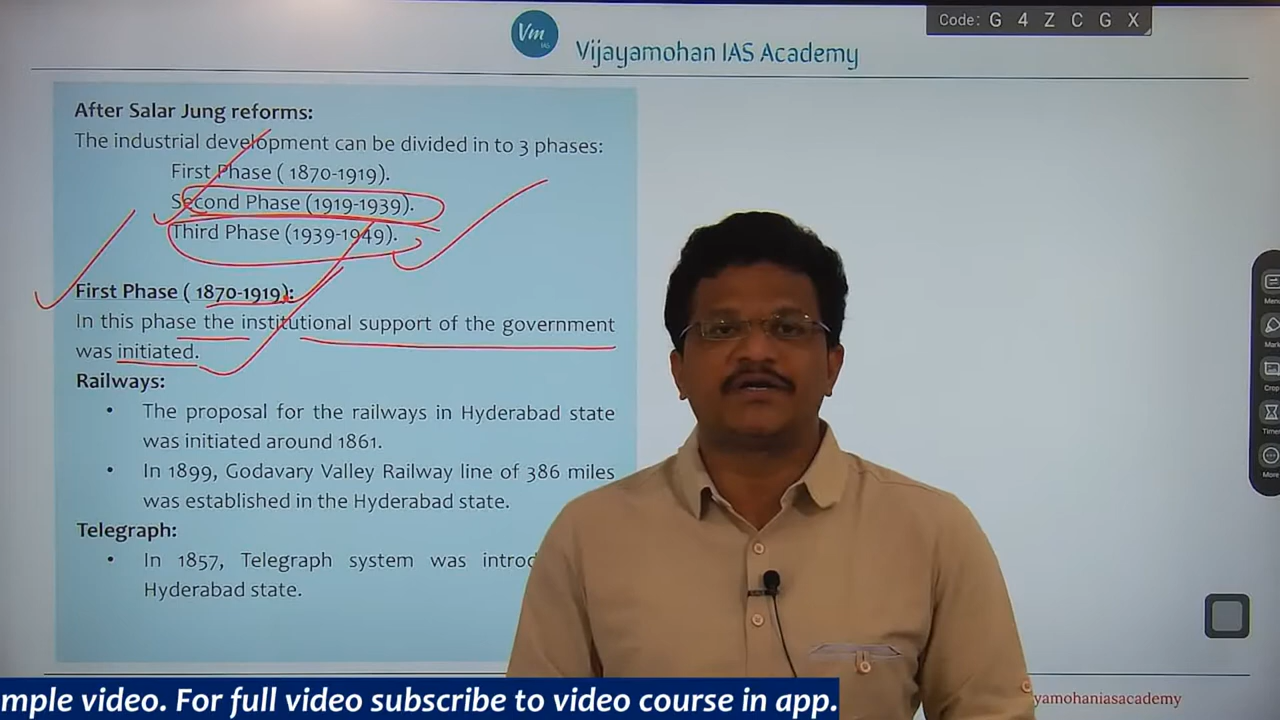 Code: G 4 Z C G X
Vm
IAS
Vijayamohan IAS Academy
After Salar Jung reforms:
The industrial development can be divided in to 3 phases:
First Phase ( 1870-1919).
Second Phase (1919-1939).
Third Phase (1939-1949).
First Phase ( 1870-1919):
In this phase the institutional support of the government
was initiated.
Railways:
• The proposal for the railways in Hyderabad state
was initiated around 1861.
• In 1899, Godavary Valley Railway line of 386 miles
was established in the Hyderabad state.
Telegraph:
• In 1857, Telegraph system was introd
Hyderabad state.
Menu
Mark
Crop
Timer
More
mple video. For full video subscribe to video course in app.
yamohaniasacademy